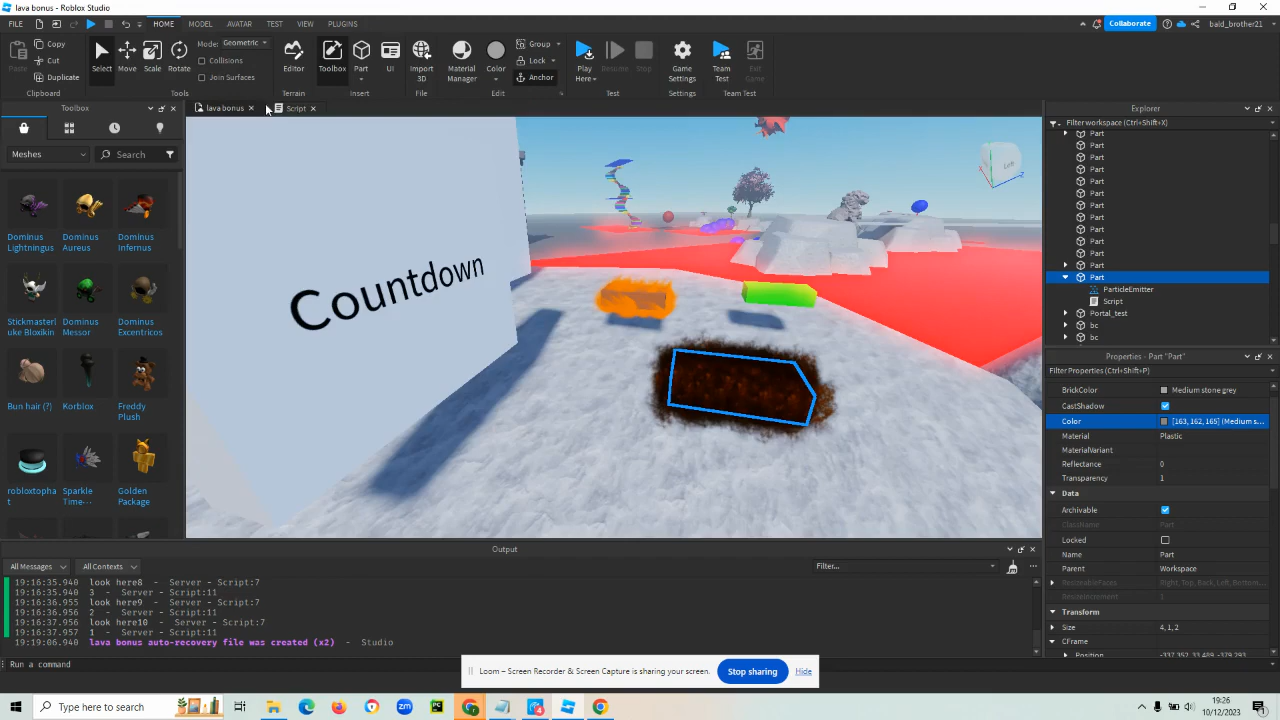 lava bonus - Roblox Studio
FILE HOME MODEL AVATAR TEST VIEW PLUGINS Collaborate bald_brother21
Copy Mode: Geometric Group
Paste Cut Collisions Lock
Duplicate Join Surfaces Anchor
Select Move Scale Rotate Editor Toolbox Part UI Import 3D Material Manager Color Play Here Resume Stop Game Settings Team Test Exit Game
Clipboard Tools Terrain Insert File Edit Test Settings Team Test
Toolbox lava bonus Script Explorer
Filter workspace (Ctrl+Shift+X)
Meshes Search
Dominus Lightningus
Dominus Aureus
Dominus Infernus
Stickmasterl uke Bloxikin
Dominus Messor
Dominus Excentricos
Bun hair (?)
Korblox
Freddy Plush
robloxtopha t
Sparkle Time...
Golden Package
Countdown
Left
Part
Part
Part
Part
Part
Part
Part
Part
Part
Part
Part
Part
Part
ParticleEmitter
Script
Portal_test
bc
bc
Properties - Part "Part"
Filter Properties (Ctrl+Shift+P)
BrickColor Medium stone grey
CastShadow
Color [163, 162, 165] (Medium s...
Material Plastic
MaterialVariant
Reflectance 0
Transparency 1
Data
Archivable
ClassName Part
Locked
Name Part
Parent Workspace
ResizeableFaces Right, Top, Back, Left, Bottom...
ResizeIncrement 1
Transform
Size 4, 1, 2
CFrame
Position -337.357, 33.489, -379.293
Output
All Messages All Contexts Filter...
19:16:35.940 look here8 - Server - Script:7
19:16:35.940 3 - Server - Script:11
19:16:36.955 look here9 - Server - Script:7
19:16:36.956 2 - Server - Script:11
19:16:37.956 look here10 - Server - Script:7
19:16:37.957 1 - Server - Script:11
19:19:06.940 lava bonus auto-recovery file was created (x2) - Studio
Run a command
Loom – Screen Recorder & Screen Capture is sharing your screen. Stop sharing Hide
Type here to search
19:26
10/12/2023